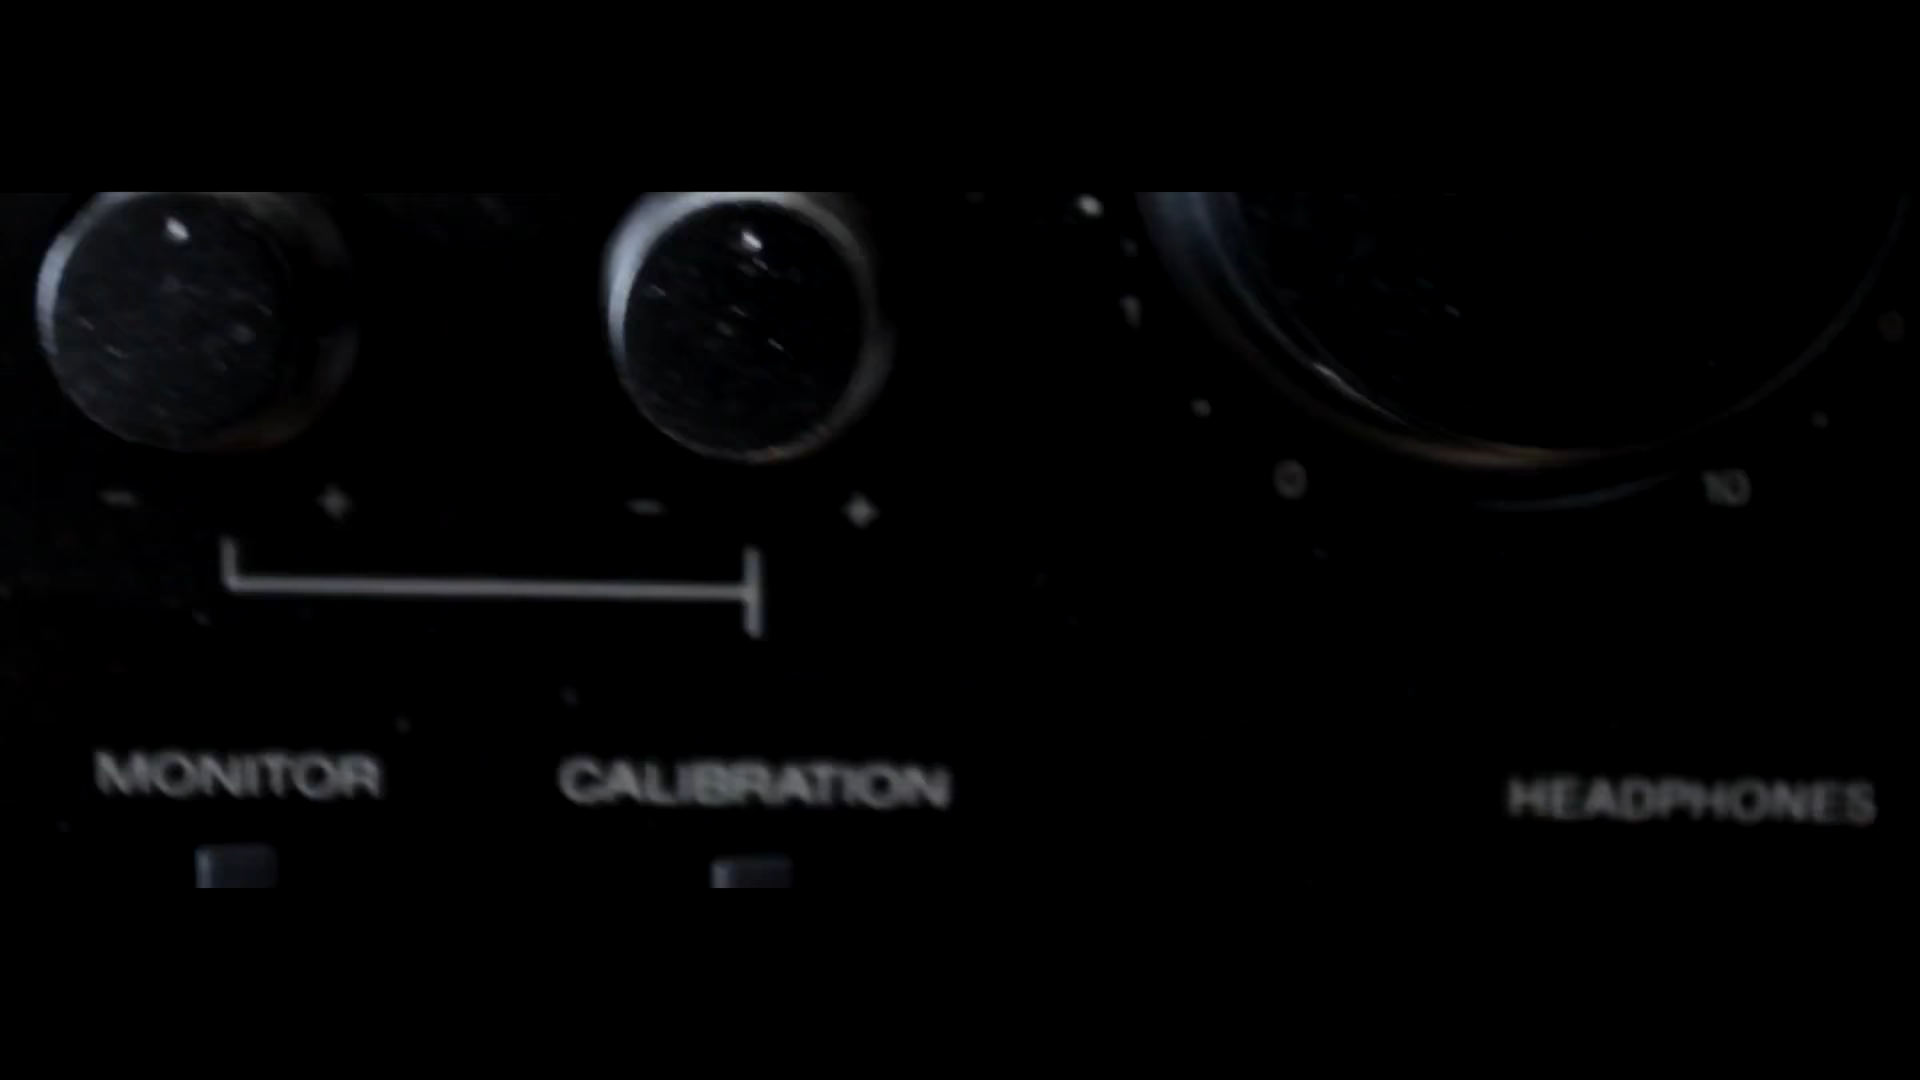 - + - +
0 10
MONITOR CALIBRATION HEADPHONES